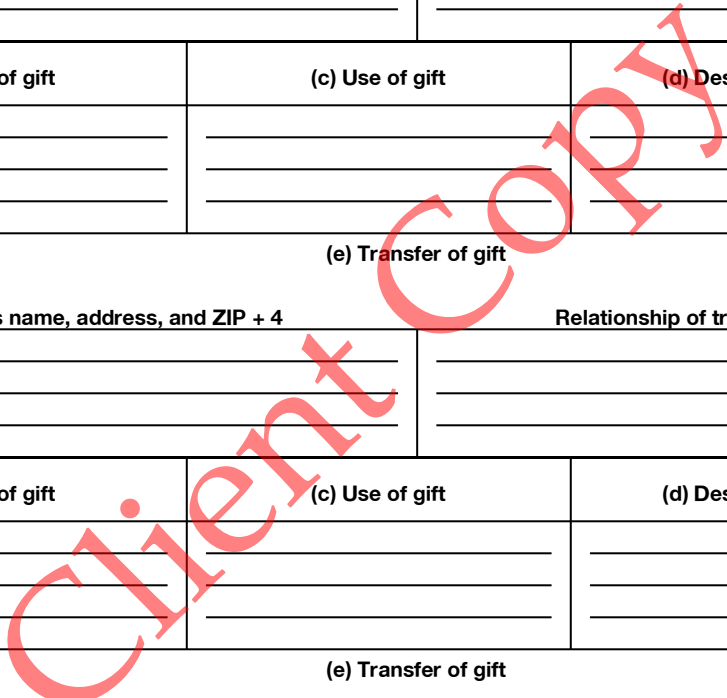 of gift (c) Use of gift (d) Des
(e) Transfer of gift
s name, address, and ZIP + 4 Relationship of tr
of gift (c) Use of gift (d) Des
(e) Transfer of gift
Client Copy